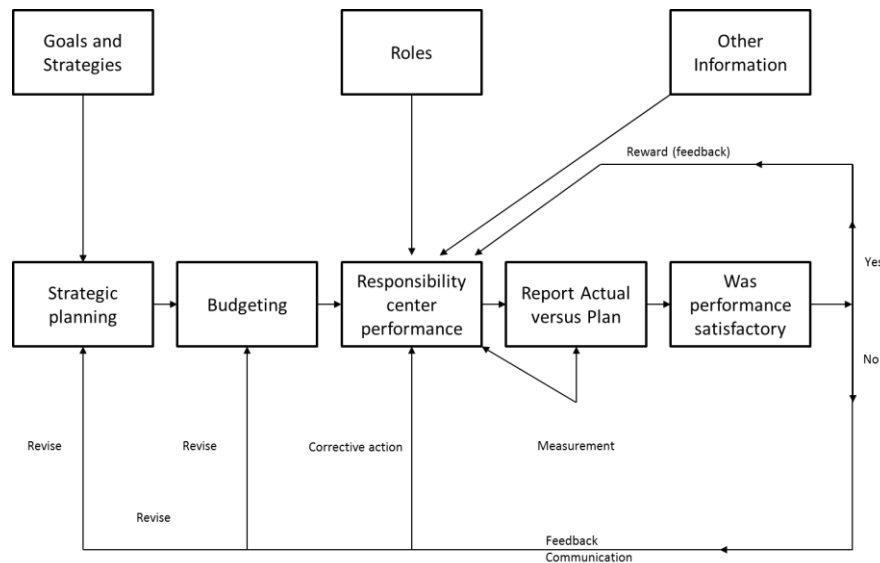 Goals and
Strategies
Roles
Other
Information
Reward (feedback)
Yes
Strategic
planning
Budgeting
Responsibility
center
performance
Report Actual
versus Plan
Was
performance
satisfactory
No
Revise
Revise
Corrective action
Measurement
Revise
Feedback
Communication